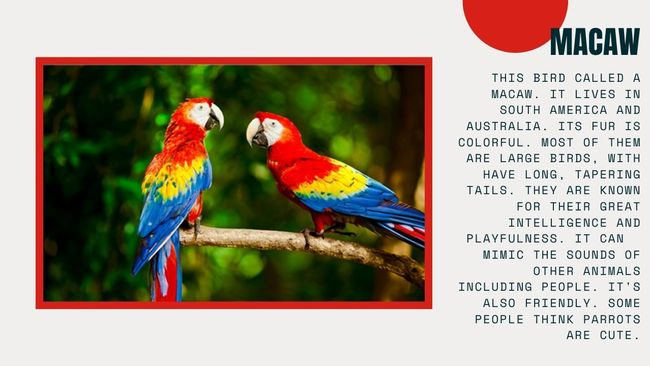 MACAW
THIS BIRD CALLED A
MACAW. IT LIVES IN
SOUTH AMERICA AND
AUSTRALIA. ITS FUR IS
COLORFUL. MOST OF THEM
ARE LARGE BIRDS, WITH
HAVE LONG, TAPERING
TAILS. THEY ARE KNOWN
FOR THEIR GREAT
INTELLIGENCE AND
PLAYFULNESS. IT CAN
MIMIC THE SOUNDS OF
OTHER ANIMALS
INCLUDING PEOPLE. IT'S
ALSO FRIENDLY. SOME
PEOPLE THINK PARROTS
ARE CUTE.